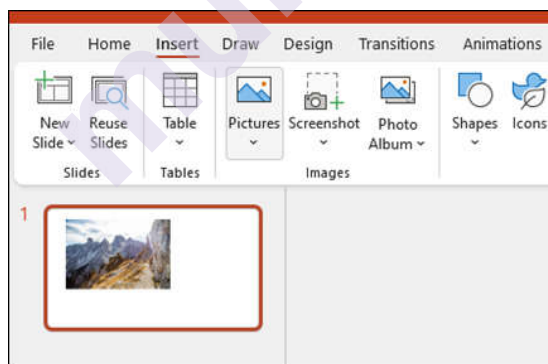 File Home Insert Draw Design Transitions Animations
New Slide Reuse Slides Table Pictures Screenshot Photo Album Shapes Icons
Slides Tables Images
1